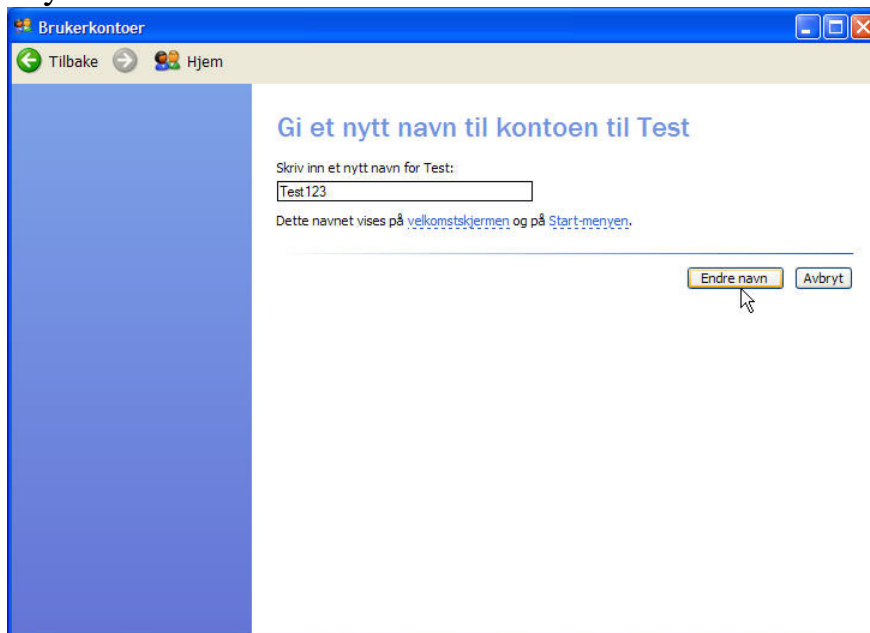 Brukerkontoer
Tilbake Hjem
Gi et nytt navn til kontoen til Test
Skriv inn et nytt navn for Test:
Test123
Dette navnet vises på velkomstskjermen og på Start-menyen.
Endre navn Avbryt